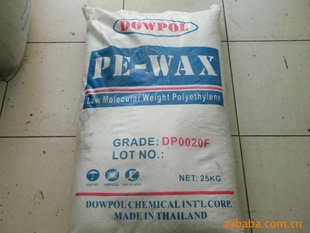 DOWPOL
PE-WAX
Low Molecular Weight Polyethylene
GRADE: DP0020F
LOT NO.:
NET: 25KG
DOWPOL CHEMICAL INT'L CORP.
MADE IN THAILAND
alibaba.com.cn